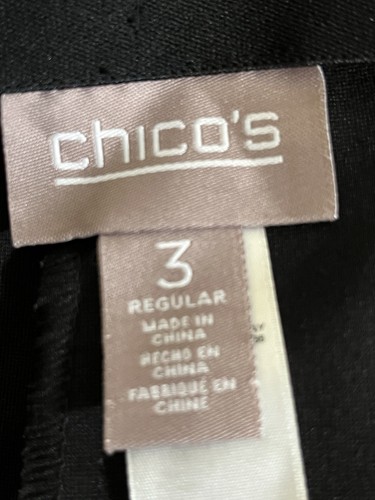 chico's
3
REGULAR
MADE IN
CHINA
HECHO EN
CHINA
FABRIQUÉ EN
CHINE